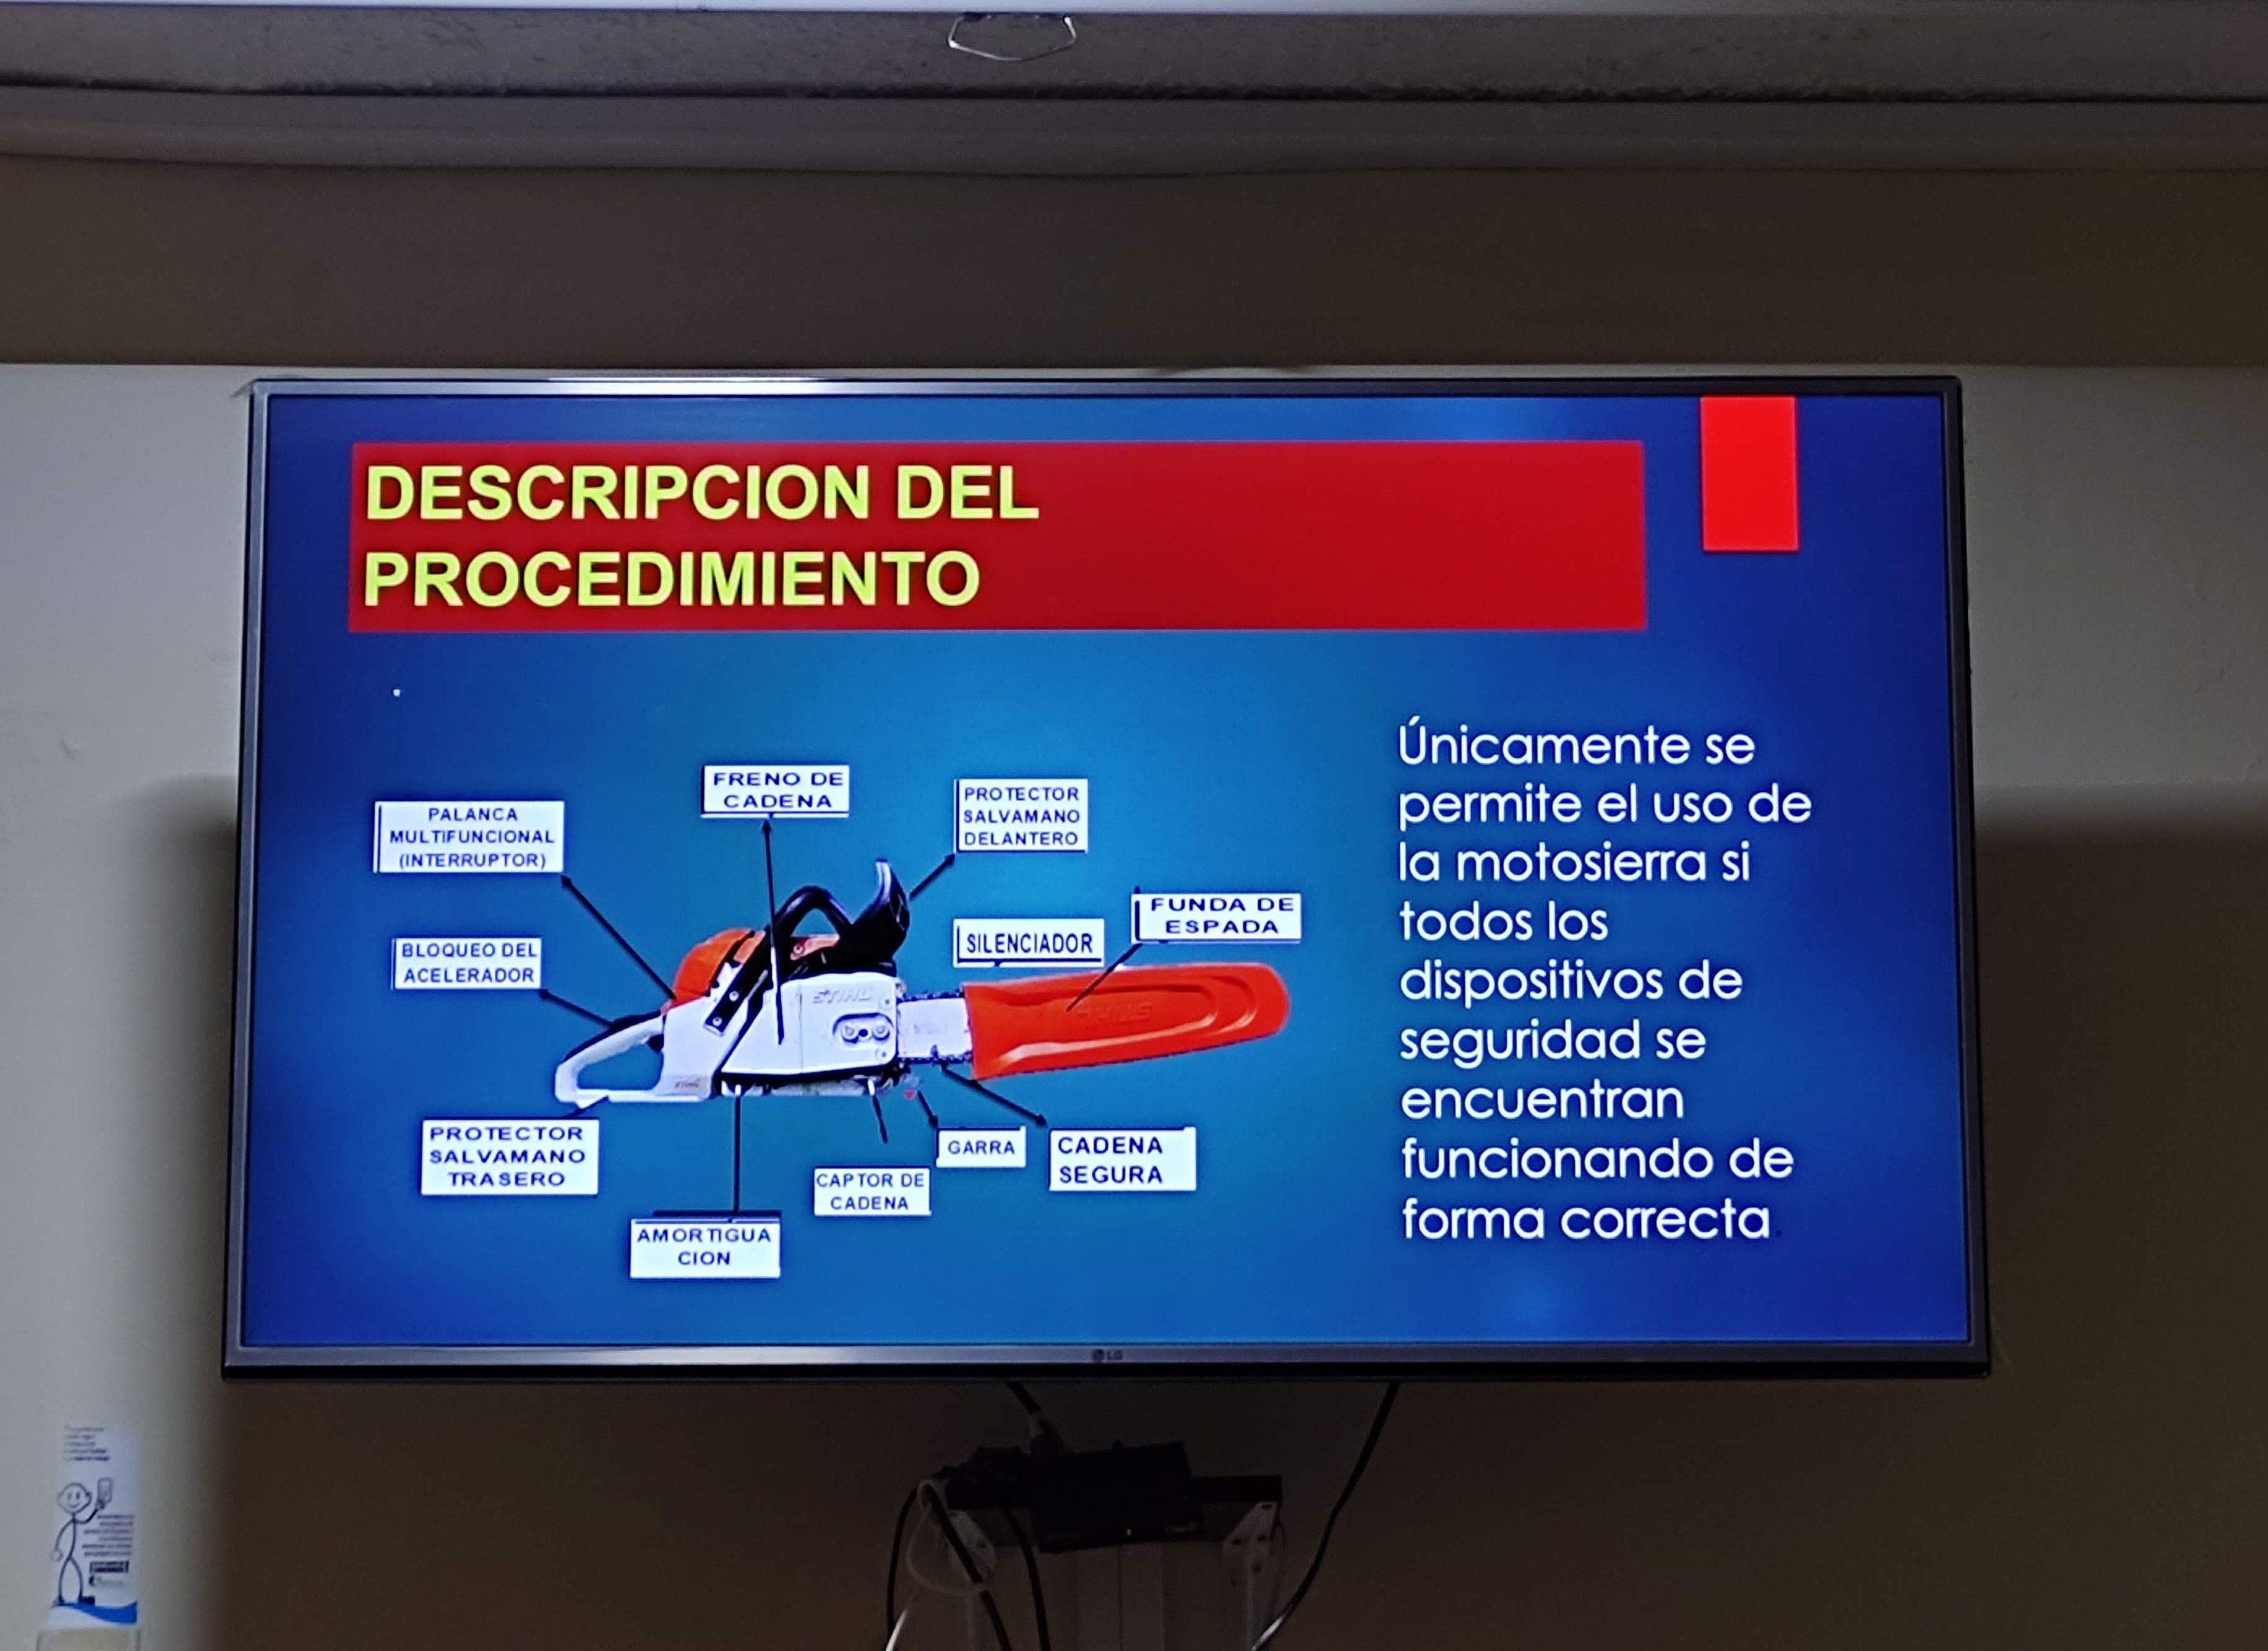 DESCRIPCION DEL
PROCEDIMIENTO
FRENO DE
CADENA
PALANCA
MULTIFUNCIONAL
(INTERRUPTOR)
PROTECTOR
SALVAMANO
DELANTERO
FUNDA DE
ESPADA
SILENCIADOR
BLOQUEO DEL
ACELERADOR
STIHL
PROTECTOR
SALVAMANO
TRASERO
GARRA
CADENA
SEGURA
CAPTOR DE
CADENA
AMORTIGUA
CION
Únicamente se
permite el uso de
la motosierra si
todos los
dispositivos de
seguridad se
encuentran
funcionando de
forma correcta.
LG